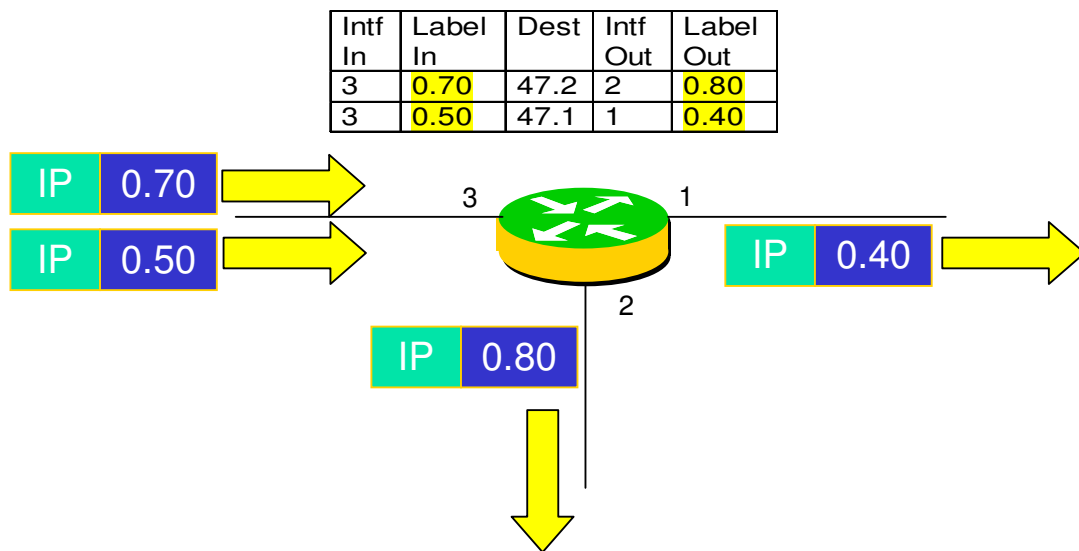 Intf In Label In Dest Intf Out Label Out
3 0.70 47.2 2 0.80
3 0.50 47.1 1 0.40
IP 0.70
3 1
IP 0.50
IP 0.40
2
IP 0.80